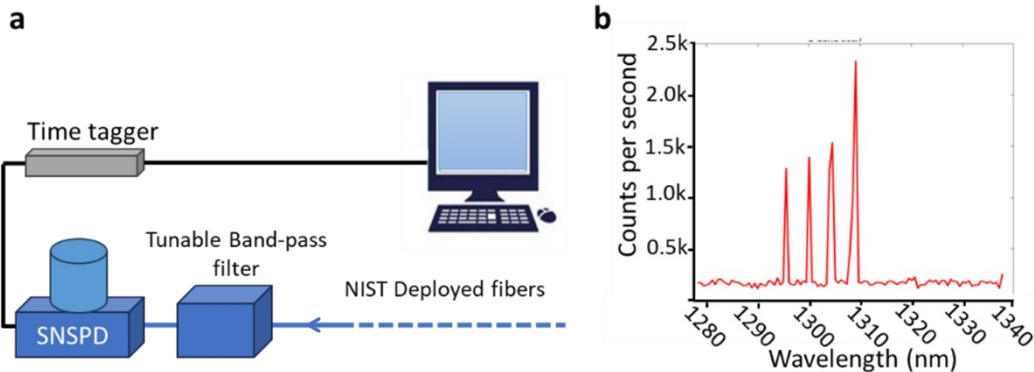 a
Time tagger
Tunable Band-pass
filter
NIST Deployed fibers
SNSPD
b
Counts per second
2.5k
2.0k
1.5k
1.0k
0.5k
1280
1290
1300
1310
1320
1330
1340
Wavelength (nm)